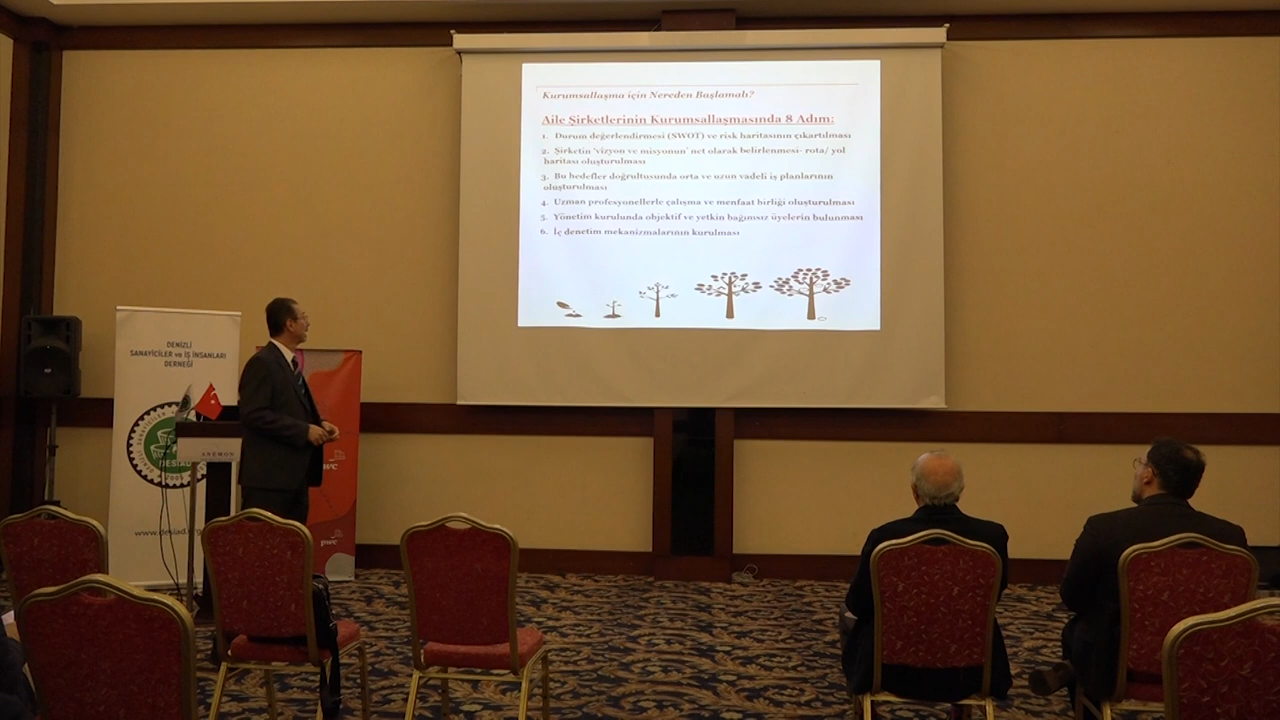 Kurumsallaşma için Nereden Başlamalı?
Aile Şirketlerinin Kurumsallaşmasında 8 Adım:
1. Durum değerlendirmesi (SWOT) ve risk haritasının çıkartılması
2. Şirketin 'vizyon ve misyonun' net olarak belirlenmesi- rota/ yol
haritası oluşturulması
3. Bu hedefler doğrultusunda orta ve uzun vadeli iş planlarının
oluşturulması
4. Uzman profesyonellerle çalışma ve menfaat birliği oluşturulması
5. Yönetim kurulunda objektif ve yetkin bağımsız üyelerin bulunması
6. İç denetim mekanizmalarının kurulması
DENİZLİ
SANAYİCİLER ve İŞ İNSANLARI
DERNEĞİ
DESİAD
2005
ANEMON
www.desiad.org
pwc
pwc